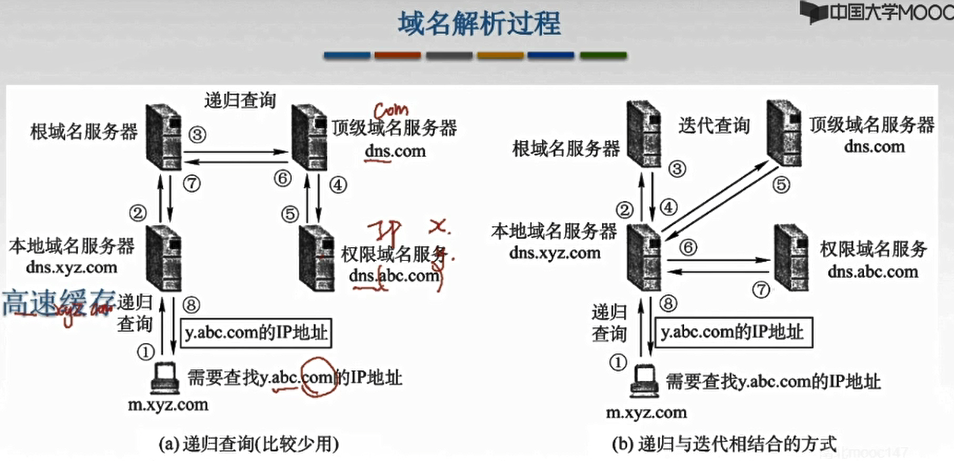 中国大学MOOC
域名解析过程
递归查询
com
根域名服务器
③
顶级域名服务器
dns.com
⑦
⑥
④
②
⑤
IP
x.
本地域名服务器
dns.xyz.com
权限域名服务
dns.abc.com
高速缓存
xyz.com
递归
查询
⑧
y.abc.com的IP地址
①
需要查找y.abc.com的IP地址
m.xyz.com
(a) 递归查询(比较少用)
迭代查询
顶级域名服务器
dns.com
根域名服务器
③
②
④
⑤
本地域名服务器
dns.xyz.com
⑥
权限域名服务
dns.abc.com
⑦
递归
查询
⑧
y.abc.com的IP地址
①
需要查找y.abc.com的IP地址
m.xyz.com
(b) 递归与迭代相结合的方式